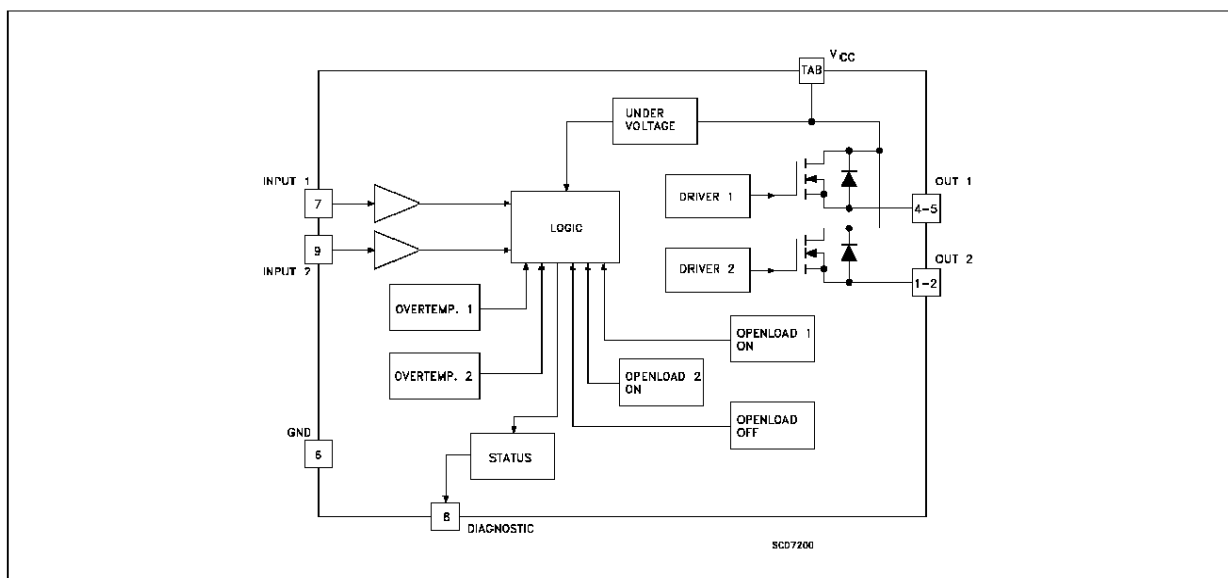 VCC
TAB
UNDER
VOLTAGE
INPUT 1
7
DRIVER 1
OUT 1
4-5
LOGIC
9
INPUT 2
DRIVER 2
OUT 2
1-2
OVERTEMP. 1
OPENLOAD 1
ON
OVERTEMP. 2
OPENLOAD 2
ON
OPENLOAD
OFF
GND
6
STATUS
8
DIAGNOSTIC
SC07200